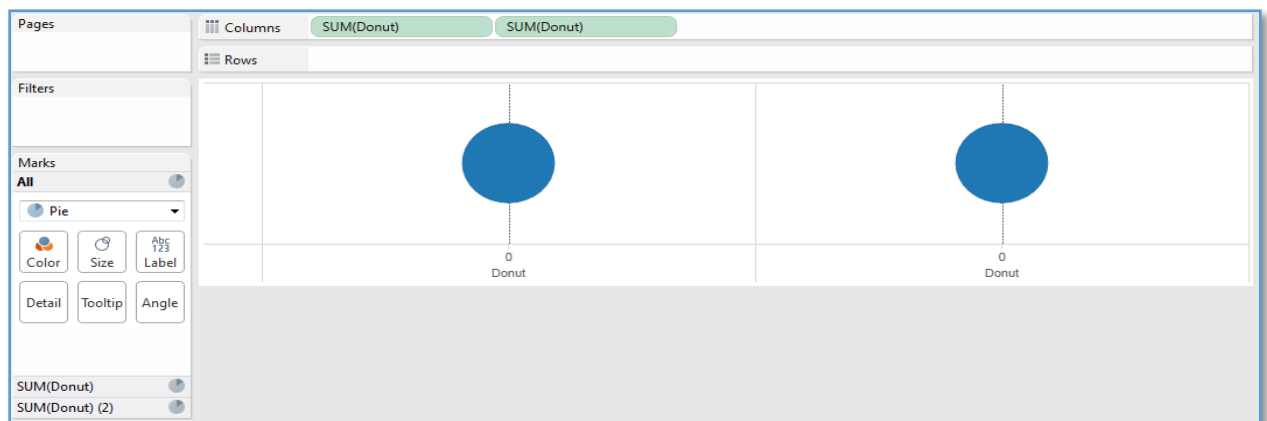 Pages
Columns SUM(Donut) SUM(Donut)
Rows
Filters
Marks
All
Pie
Color Size Abc 123 Label
Detail Tooltip Angle
SUM(Donut)
SUM(Donut) (2)
0 0
Donut Donut